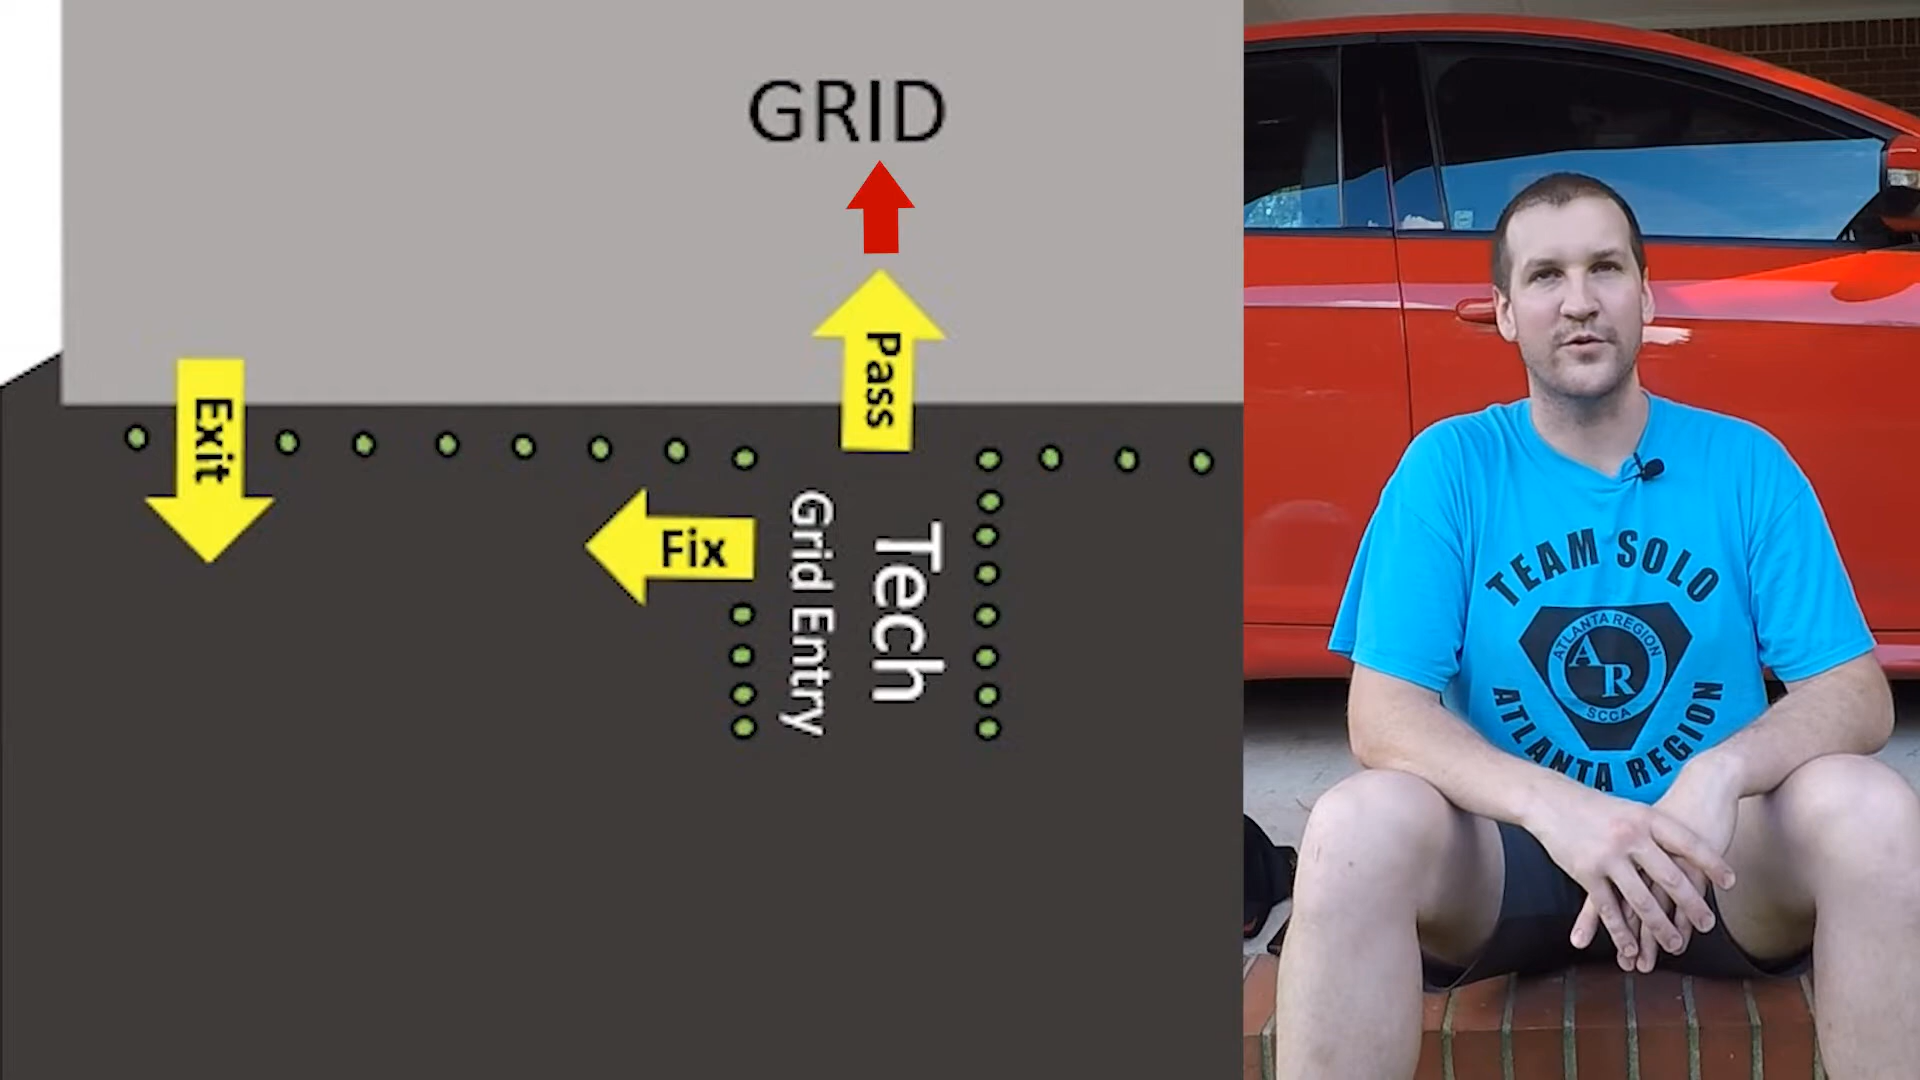 GRID
Pass
Exit
Fix
Grid Entry
Tech
TEAM SOLO
ATLANTA REGION
AR
SCCA
ATLANTA REGION